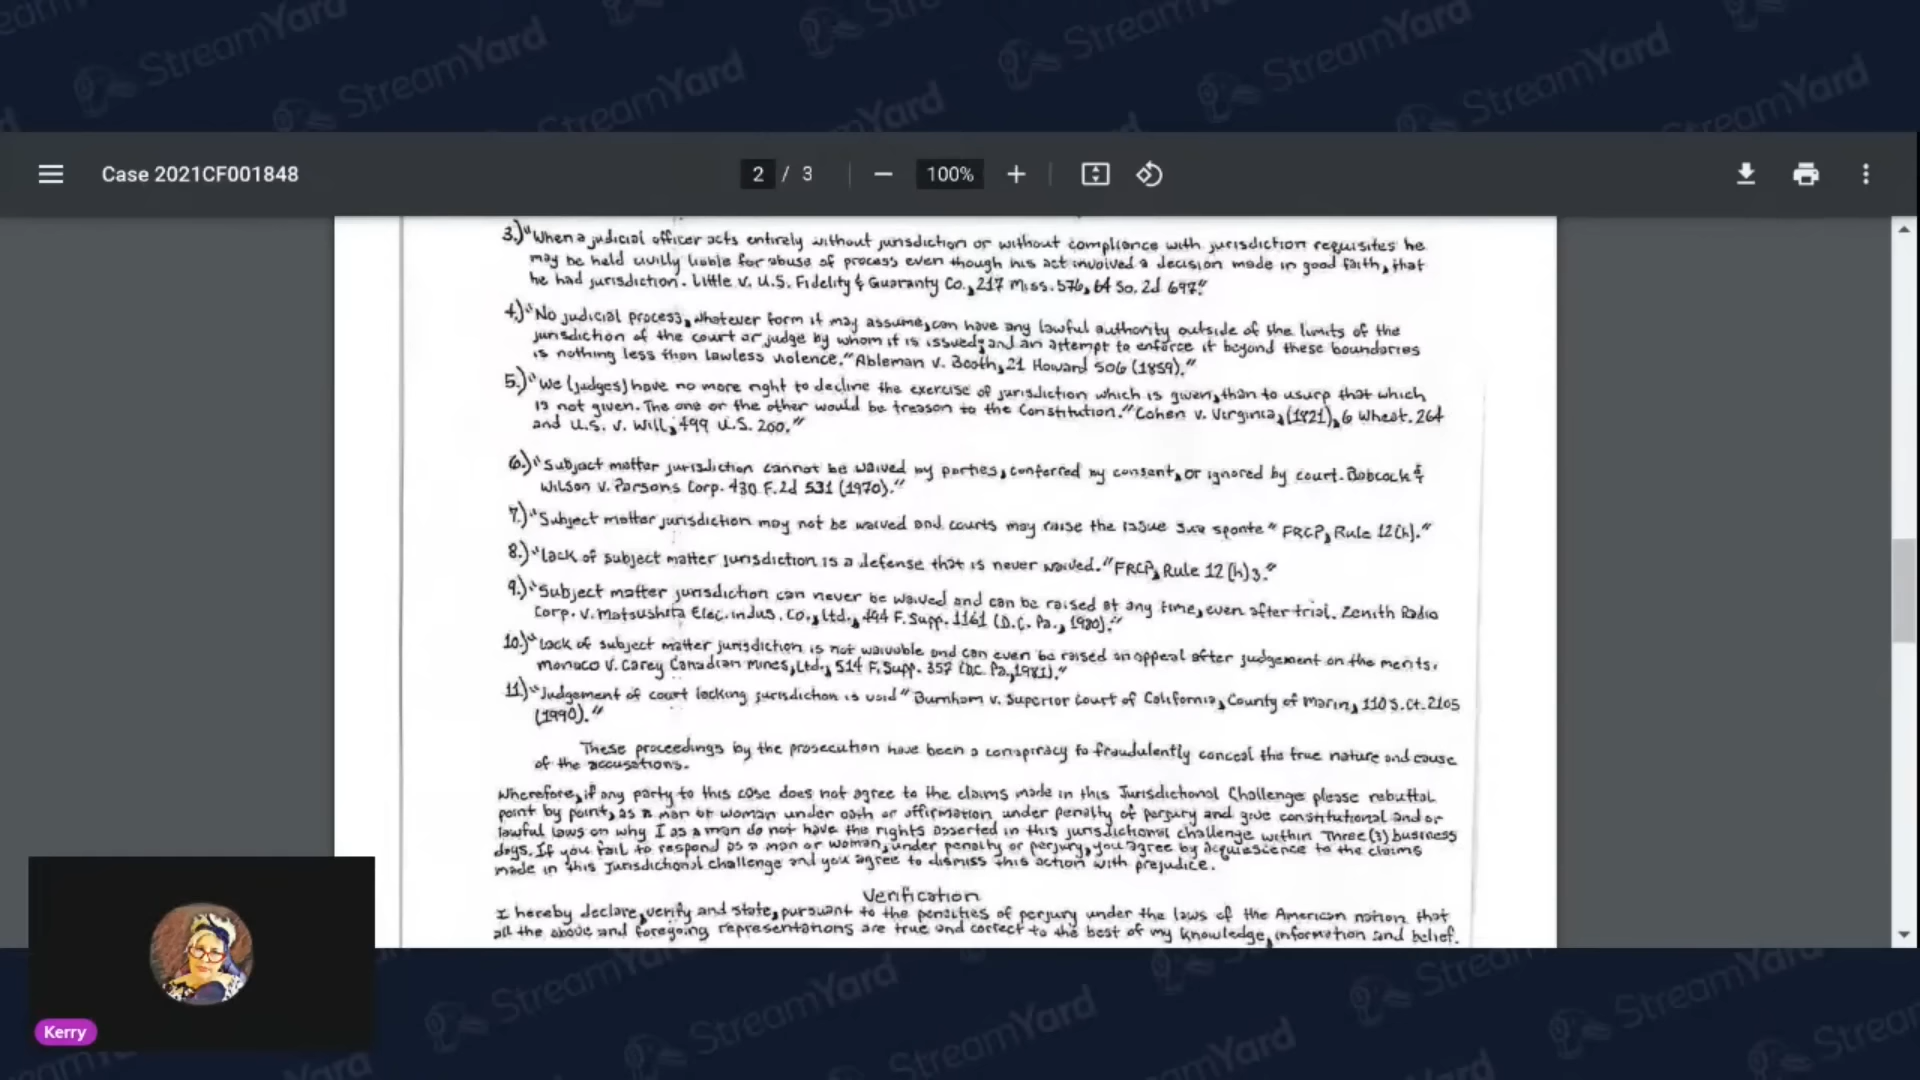 StreamYard
Case 2021CF001848
2 / 3
100%
3.) "When a judicial officer acts entirely without jurisdiction or without compliance with jurisdiction requisites he
may be held civilly liable for abuse of process even though his act involved a decision made in good faith, that
he had jurisdiction. Little v. U.S. Fidelity & Guaranty Co., 217 Miss. 576, 64 So. 2d 697."
4.) "No judicial process, whatever form it may assume, can have any lawful authority outside of the limits of the
jurisdiction of the court or judge by whom it is issued; and an attempt to enforce it beyond these boundaries
is nothing less than lawless violence." Ableman v. Booth, 21 Howard 506 (1859)."
5.) "We (judges) have no more right to decline the exercise of jurisdiction which is given, than to usurp that which
is not given. The one or the other would be treason to the Constitution." Cohen v. Virginia, (1821), 6 Wheat. 264
and U.S. v. Will, 499 U.S. 200."
6.) "Subject matter jurisdiction cannot be waived by parties, conferred by consent, or ignored by court. Babcock &
Wilson v. Parsons Corp. 430 F.2d 531 (1970)."
7.) "Subject matter jurisdiction may not be waived and courts may raise the issue sua sponte" FRCP, Rule 12(h)."
8.) "Lack of subject matter jurisdiction is a defense that is never waived." FRCP, Rule 12(h)3."
9.) "Subject matter jurisdiction can never be waived and can be raised at any time, even after trial. Zenith Radio
Corp. v. Matsushita Elec. indus. Co., Ltd., 494 F. Supp. 1161 (D.C. Pa., 1980)."
10.) "Lack of subject matter jurisdiction is not waivable and can even be raised on appeal after judgement on the merits.
Monaco v. Carey Canadian Mines, Ltd., 514 F. Supp. 357 (D.C. Pa., 1981)."
11.) "Judgement of court lacking jurisdiction is void" Burnham v. Superior Court of California, County of Marin, 110 S. Ct. 2105
(1990)."
These proceedings by the prosecution have been a conspiracy to fraudulently conceal the true nature and cause
of the accusations.
Wherefore, if any party to this case does not agree to the claims made in this Jurisdictional Challenge please rebuttal
point by point, as a man or woman under oath or affirmation under penalty of perjury and give constitutional and or
lawful laws on why I as a man do not have the rights asserted in this jurisdictional challenge within Three (3) business
days. If you fail to respond as a man or woman, under penalty or perjury, you agree by acquiescence to the claims
made in this Jurisdictional challenge and you agree to dismiss this action with prejudice.
Verification
I hereby declare, verify and state, pursuant to the penalties of perjury under the laws of the American nation that
all the above and foregoing representations are true and correct to the best of my knowledge, information and belief.
Kerry